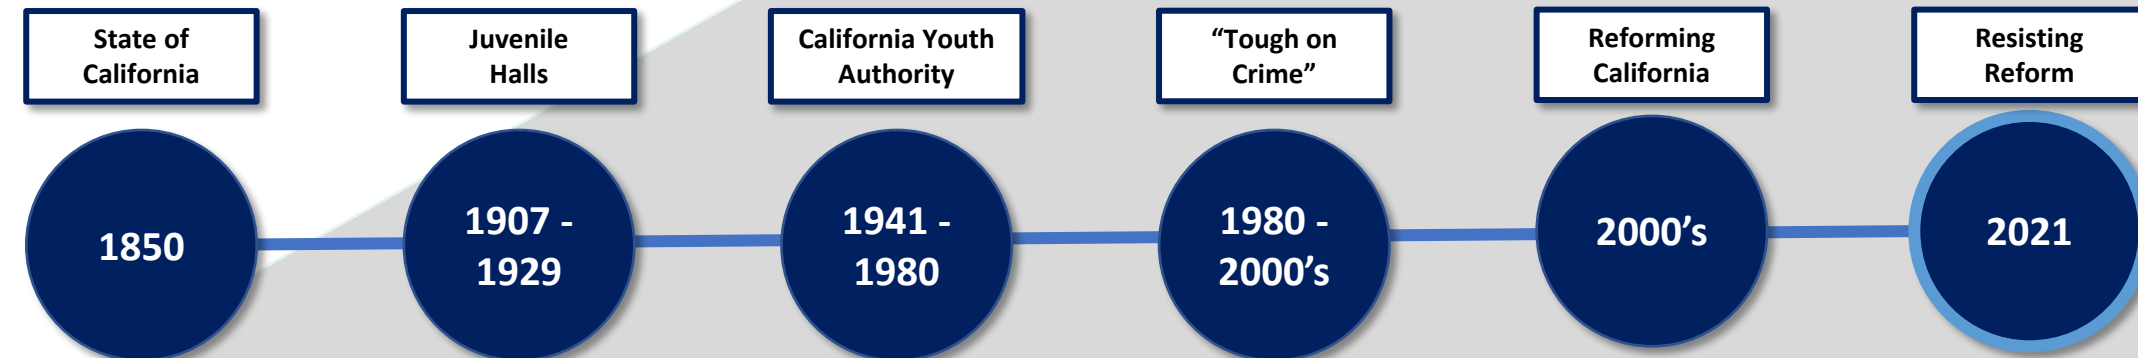 State of
California
Juvenile
Halls
California Youth
Authority
“Tough on
Crime”
Reforming
California
Resisting
Reform
1850
1907 -
1929
1941 -
1980
1980 -
2000’s
2000’s
2021